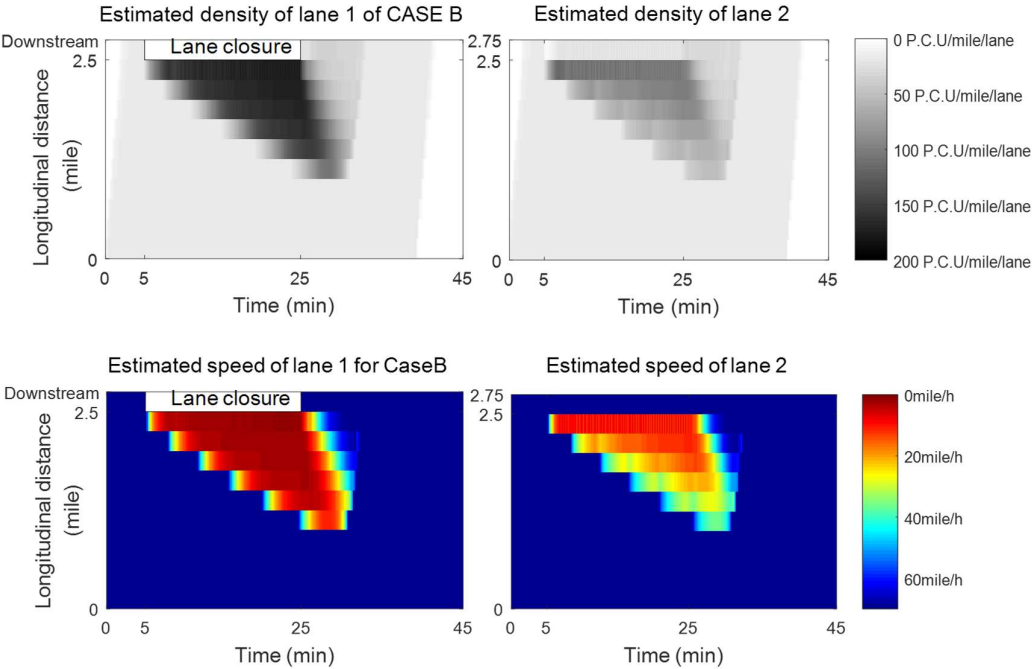 Estimated density of lane 1 of CASE B
Estimated density of lane 2
Downstream
Lane closure
2.5
0
Longitudinal distance
(mile)
0 5 25 45
Time (min)
2.75
2.5
0
0 5 25 45
Time (min)
0 P.C.U/mile/lane
50 P.C.U/mile/lane
100 P.C.U/mile/lane
150 P.C.U/mile/lane
200 P.C.U/mile/lane
Estimated speed of lane 1 for CaseB
Estimated speed of lane 2
Downstream
Lane closure
2.5
0
Longitudinal distance
(mile)
0 5 25 45
Time (min)
2.75
2.5
0
0 5 25 45
Time (min)
0mile/h
20mile/h
40mile/h
60mile/h